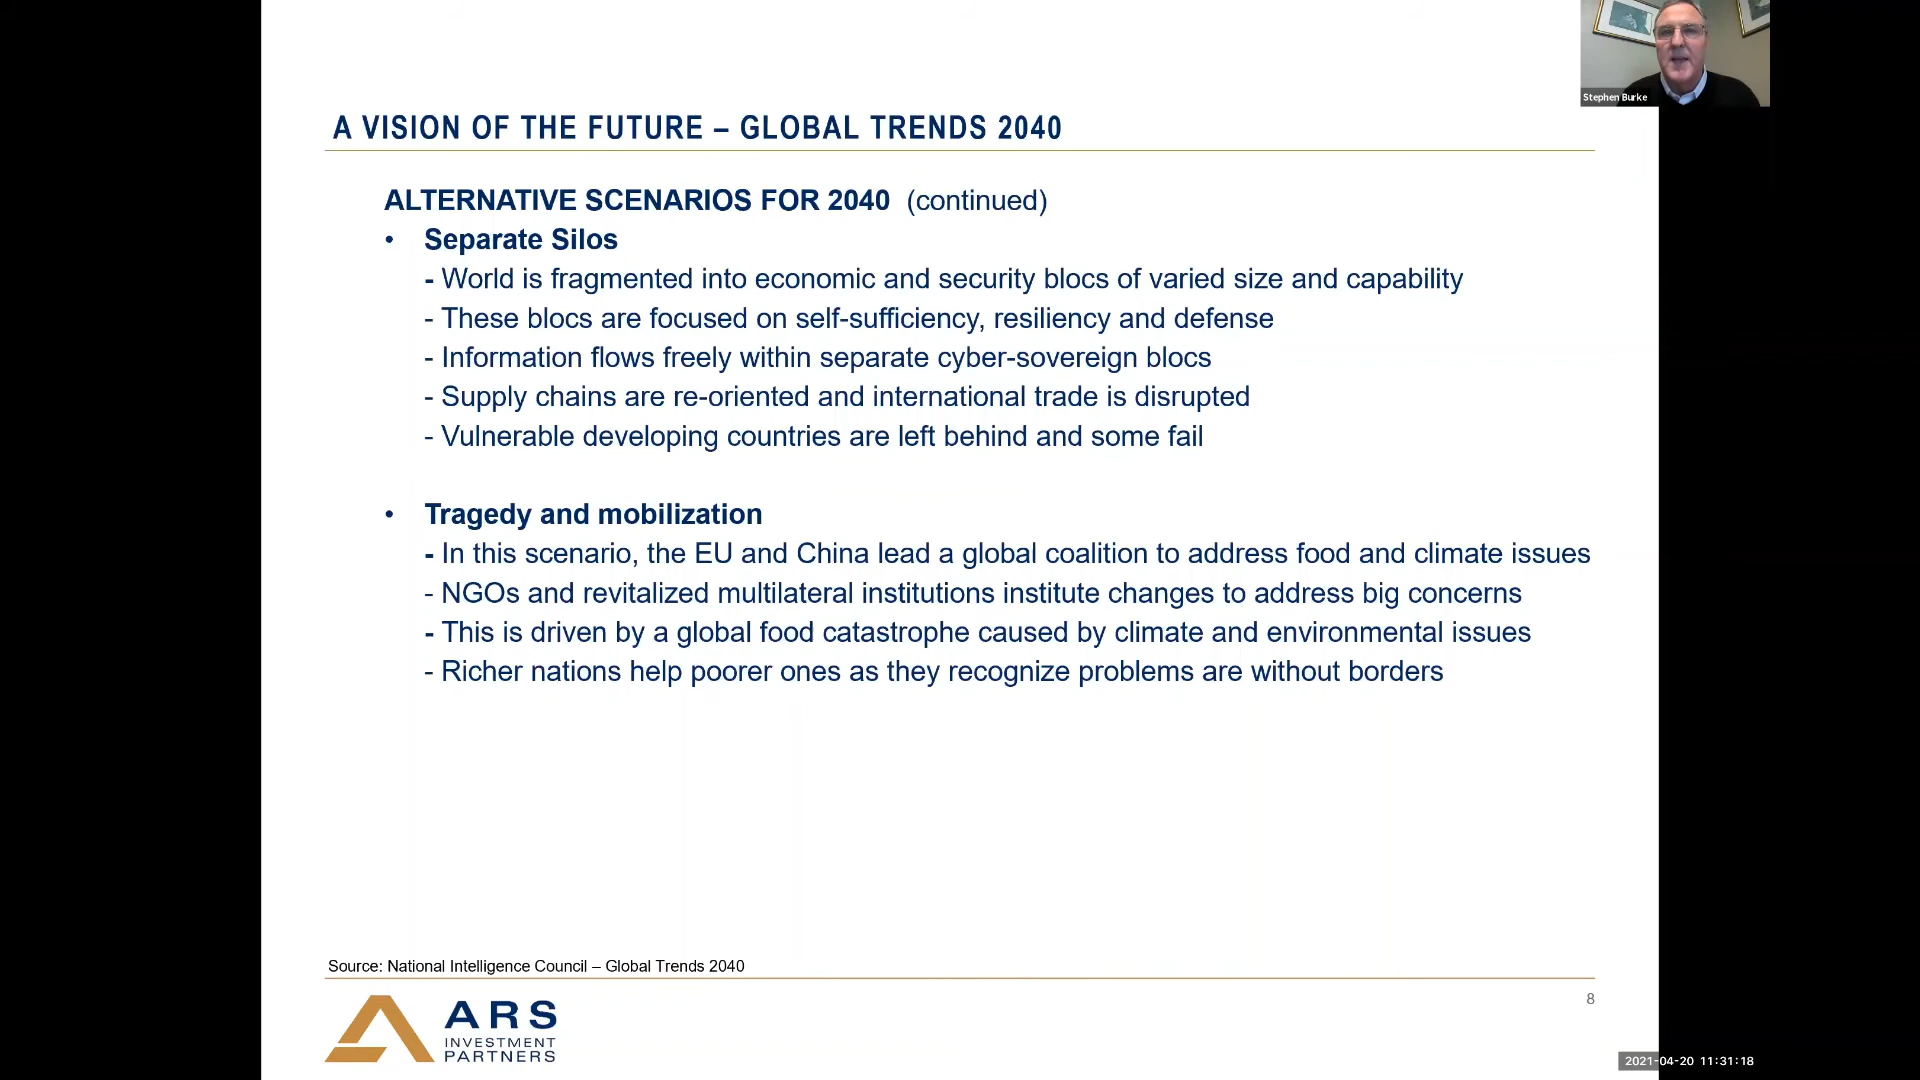 Stephen Burke
A VISION OF THE FUTURE – GLOBAL TRENDS 2040
ALTERNATIVE SCENARIOS FOR 2040 (continued)
• Separate Silos
- World is fragmented into economic and security blocs of varied size and capability
- These blocs are focused on self-sufficiency, resiliency and defense
- Information flows freely within separate cyber-sovereign blocs
- Supply chains are re-oriented and international trade is disrupted
- Vulnerable developing countries are left behind and some fail
• Tragedy and mobilization
- In this scenario, the EU and China lead a global coalition to address food and climate issues
- NGOs and revitalized multilateral institutions institute changes to address big concerns
- This is driven by a global food catastrophe caused by climate and environmental issues
- Richer nations help poorer ones as they recognize problems are without borders
Source: National Intelligence Council – Global Trends 2040
8
ARS
INVESTMENT
PARTNERS
2021-04-20 11:31:18